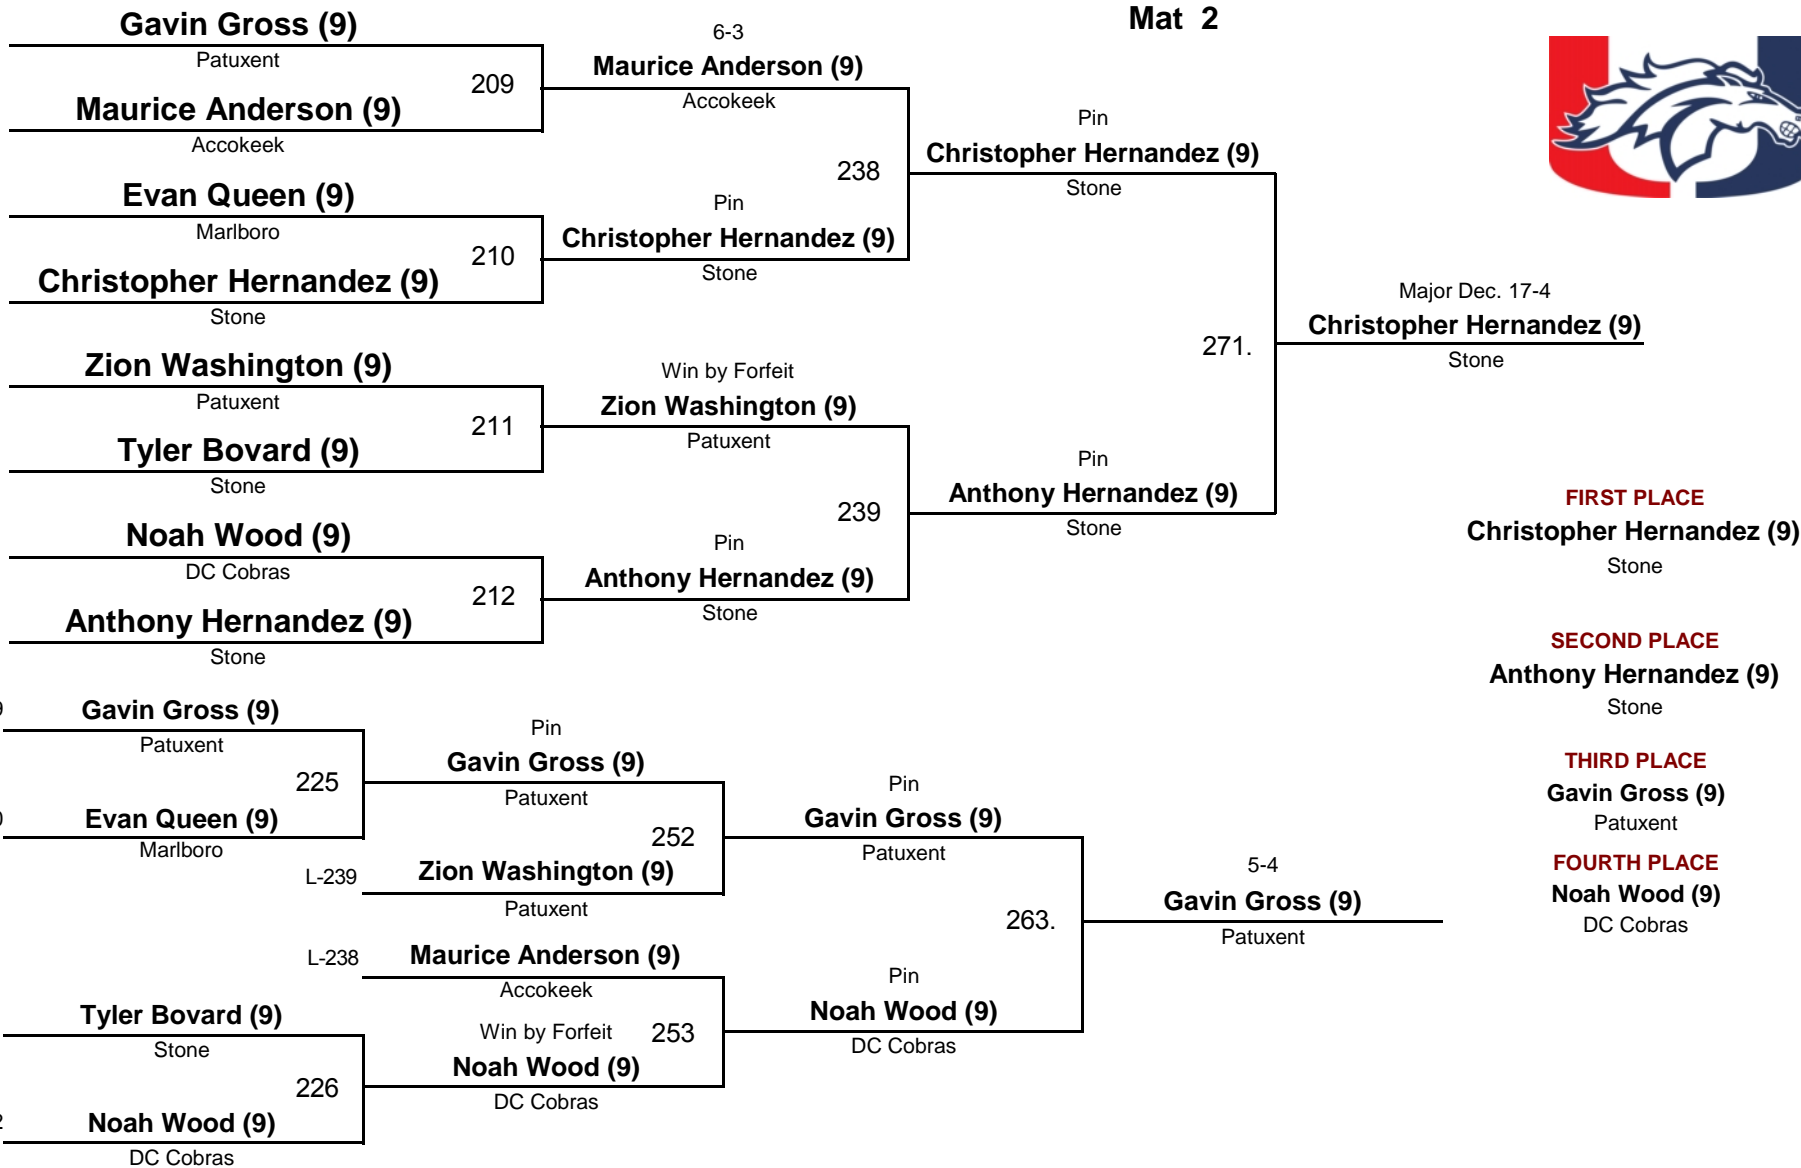 Mat 2
Gavin Gross (9)
Patuxent
209
Maurice Anderson (9)
Accokeek
6-3
Maurice Anderson (9)
Accokeek
Evan Queen (9)
Marlboro
210
Christopher Hernandez (9)
Stone
Pin
Christopher Hernandez (9)
Stone
238
Pin
Christopher Hernandez (9)
Stone
Zion Washington (9)
Patuxent
211
Tyler Bovard (9)
Stone
Win by Forfeit
Zion Washington (9)
Patuxent
Noah Wood (9)
DC Cobras
212
Anthony Hernandez (9)
Stone
Pin
Anthony Hernandez (9)
Stone
239
Pin
Anthony Hernandez (9)
Stone
271.
Major Dec. 17-4
Christopher Hernandez (9)
Stone
FIRST PLACE
Christopher Hernandez (9)
Stone
SECOND PLACE
Anthony Hernandez (9)
Stone
THIRD PLACE
Gavin Gross (9)
Patuxent
FOURTH PLACE
Noah Wood (9)
DC Cobras
Gavin Gross (9)
Patuxent
225
Evan Queen (9)
Marlboro
Pin
Gavin Gross (9)
Patuxent
252
L-239
Zion Washington (9)
Patuxent
Pin
Gavin Gross (9)
Patuxent
L-238
Maurice Anderson (9)
Accokeek
Tyler Bovard (9)
Stone
226
Noah Wood (9)
DC Cobras
Win by Forfeit
253
Noah Wood (9)
DC Cobras
Pin
Noah Wood (9)
DC Cobras
263.
5-4
Gavin Gross (9)
Patuxent